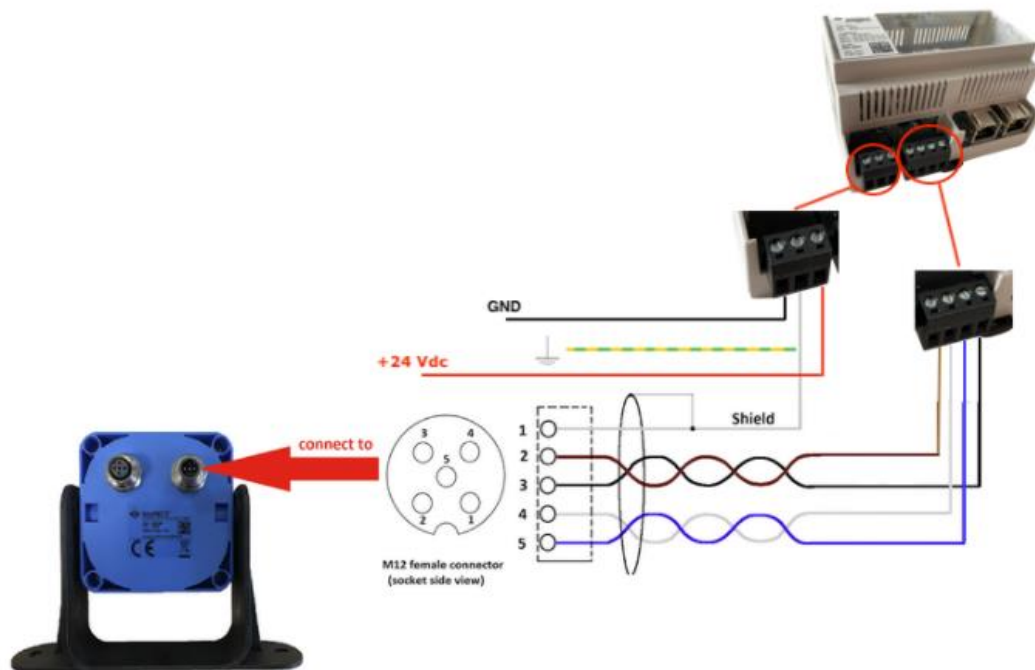 GND
+24 Vdc
connect to
3
4
5
2
1
M12 female connector
(socket side view)
1
2
3
4
5
Shield
CE